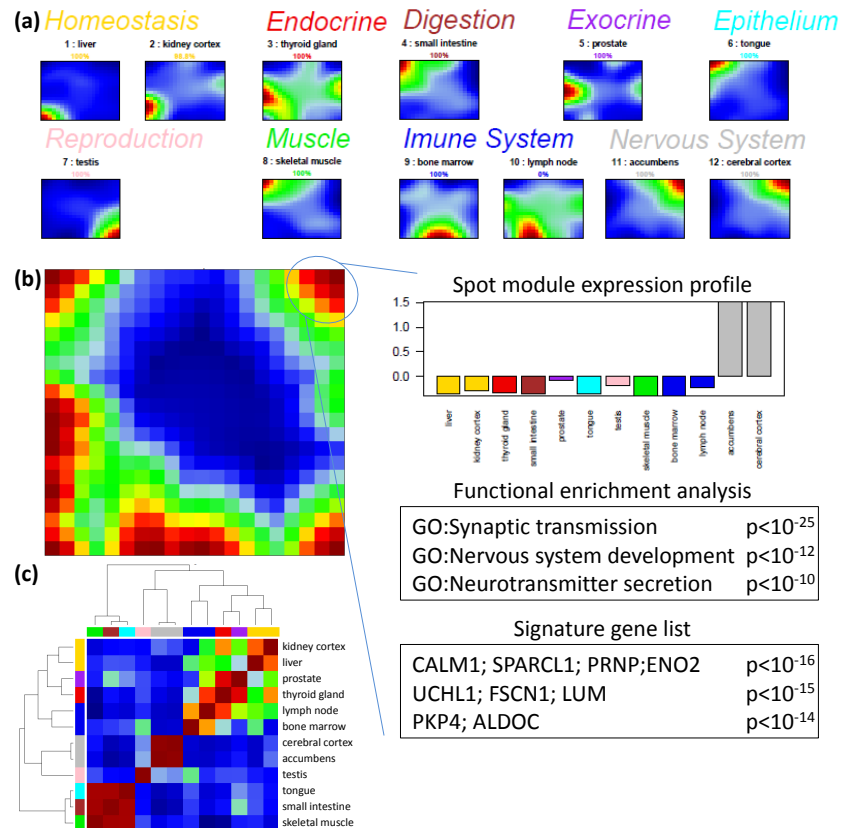 (a)
Homeostasis Endocrine Digestion Exocrine Epithelium
1 : liver 2 : kidney cortex 3 : thyroid gland 4 : small intestine 5 : prostate 6 : tongue
100% 100% 100% 100% 100%
Reproduction Muscle Imune System Nervous System
7 : testis 8 : skeletal muscle 9 : bone marrow 10 : lymph node 11 : accumbens 12 : cerebral cortex
100% 100% 100% 0% 100% 100%
(b)
Spot module expression profile
1.5
1.0
0.5
0.0
liver
kidney cortex
thyroid gland
small intestine
prostate
tongue
testis
skeletal muscle
bone marrow
lymph node
accumbens
cerebral cortex
Functional enrichment analysis
GO:Synaptic transmission p<10⁻²⁵
GO:Nervous system development p<10⁻¹²
GO:Neurotransmitter secretion p<10⁻¹⁰
Signature gene list
CALM1; SPARCL1; PRNP;ENO2 p<10⁻¹⁶
UCHL1; FSCN1; LUM p<10⁻¹⁵
PKP4; ALDOC p<10⁻¹⁴
(c)
kidney cortex
liver
prostate
thyroid gland
lymph node
bone marrow
cerebral cortex
accumbens
testis
tongue
small intestine
skeletal muscle